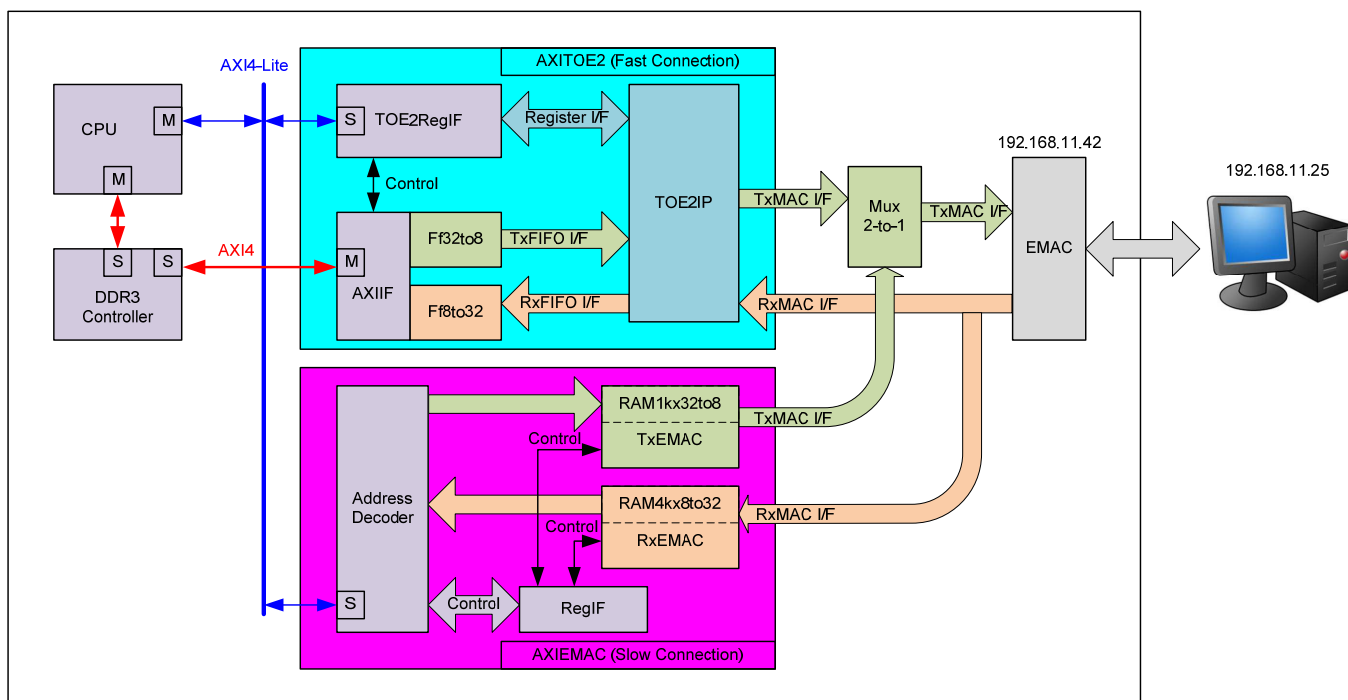 AXI4-Lite
AXITOE2 (Fast Connection)
CPU
M
M
S
TOE2RegIF
Register I/F
Control
TOE2IP
TxMAC I/F
Mux
2-to-1
TxMAC I/F
192.168.11.42
EMAC
192.168.11.25
S
S
DDR3
Controller
AXI4
M
AXIIF
Ff32to8
TxFIFO I/F
Ff8to32
RxFIFO I/F
RxMAC I/F
Address
Decoder
S
RAM1kx32to8
TxEMAC
TxMAC I/F
Control
RAM4kx8to32
RxEMAC
RxMAC I/F
Control
Control
RegIF
AXIEMAC (Slow Connection)